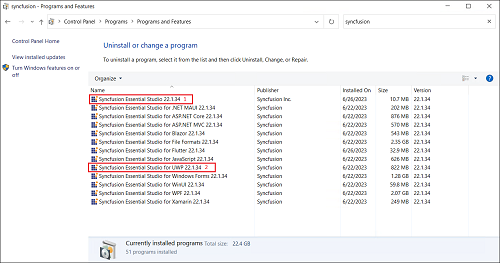 syncfusion - Programs and Features
Control Panel > Programs > Programs and Features
syncfusion
Control Panel Home
View installed updates
Turn Windows features on or off
Uninstall or change a program
To uninstall a program, select it from the list and then click Uninstall, Change, or Repair.
Organize
Name Publisher Installed On Size Version
Syncfusion Essential Studio 22.1.34 1 Syncfusion Inc. 6/26/2023 10.7 MB 22.1.34
Syncfusion Essential Studio for .NET MAUI 22.1.34 Syncfusion 6/22/2023 202 MB 22.1.34
Syncfusion Essential Studio for ASP.NET Core 22.1.34 Syncfusion 6/22/2023 876 MB 22.1.34
Syncfusion Essential Studio for ASP.NET MVC 22.1.34 Syncfusion 6/22/2023 570 MB 22.1.34
Syncfusion Essential Studio for Blazor 22.1.34 Syncfusion 6/22/2023 543 MB 22.1.34
Syncfusion Essential Studio for File Formats 22.1.34 Syncfusion 6/22/2023 2.35 GB 22.1.34
Syncfusion Essential Studio for Flutter 22.1.34 Syncfusion 6/22/2023 32.9 MB 22.1.34
Syncfusion Essential Studio for JavaScript 22.1.34 Syncfusion 6/22/2023 626 MB 22.1.34
Syncfusion Essential Studio for UWP 22.1.34 2 Syncfusion 6/22/2023 822 MB 22.1.34
Syncfusion Essential Studio for Windows Forms 22.1.34 Syncfusion 6/22/2023 1.28 GB 22.1.34
Syncfusion Essential Studio for WinUI 22.1.34 Syncfusion 6/22/2023 59.8 MB 22.1.34
Syncfusion Essential Studio for WPF 22.1.34 Syncfusion 6/22/2023 2.07 GB 22.1.34
Syncfusion Essential Studio for Xamarin 22.1.34 Syncfusion 6/22/2023 249 MB 22.1.34
Currently installed programs Total size: 22.4 GB
51 programs installed